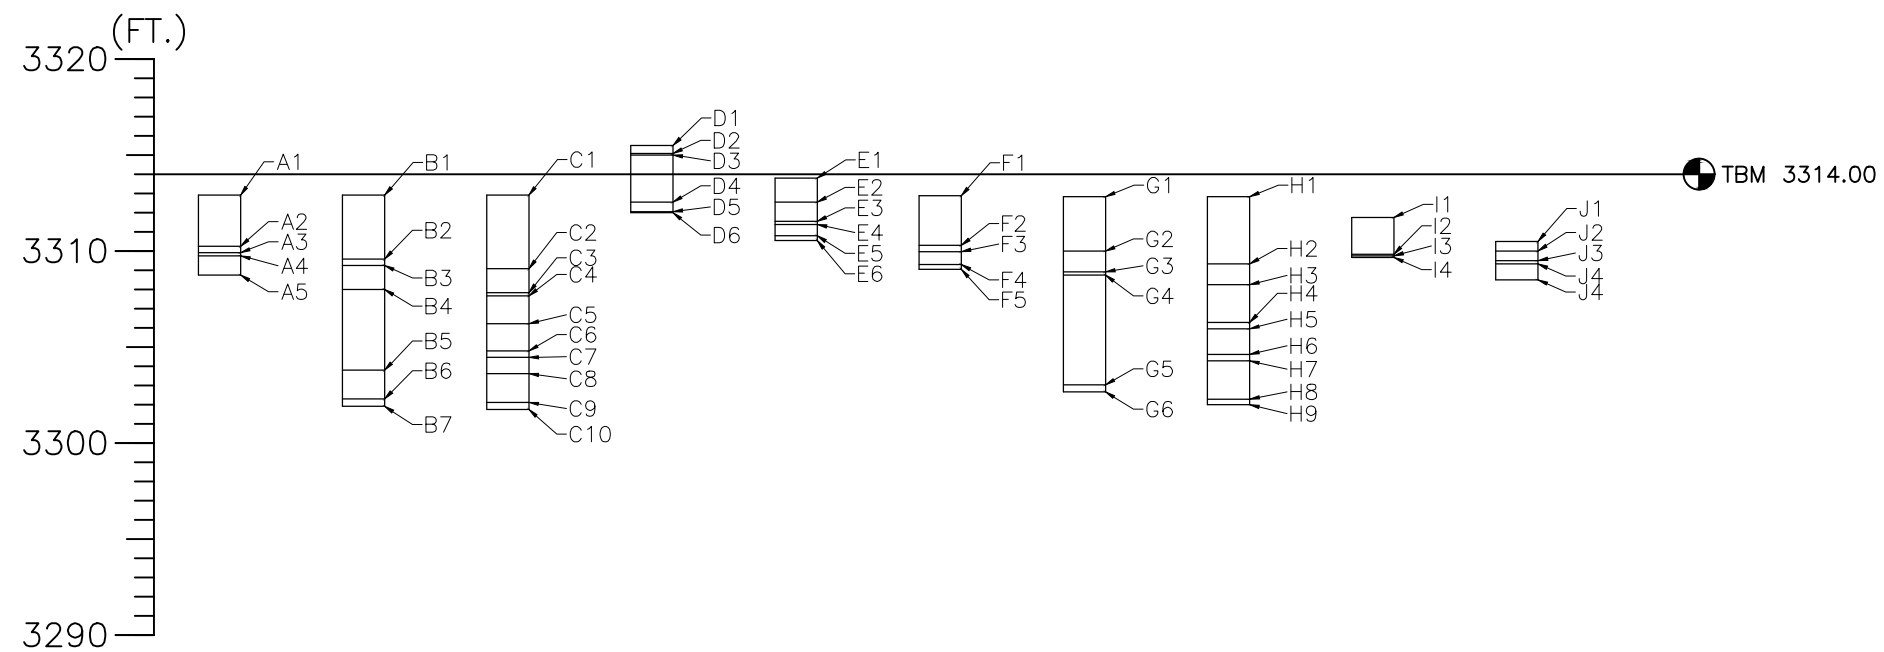 (FT.)
3320
3310
3300
3290
A1
A2
A3
A4
A5
B1
B2
B3
B4
B5
B6
B7
C1
C2
C3
C4
C5
C6
C7
C8
C9
C10
D1
D2
D3
D4
D5
D6
E1
E2
E3
E4
E5
E6
F1
F2
F3
F4
F5
G1
G2
G3
G4
G5
G6
H1
H2
H3
H4
H5
H6
H7
H8
H9
I1
I2
I3
I4
J1
J2
J3
J4
J4
TBM 3314.00